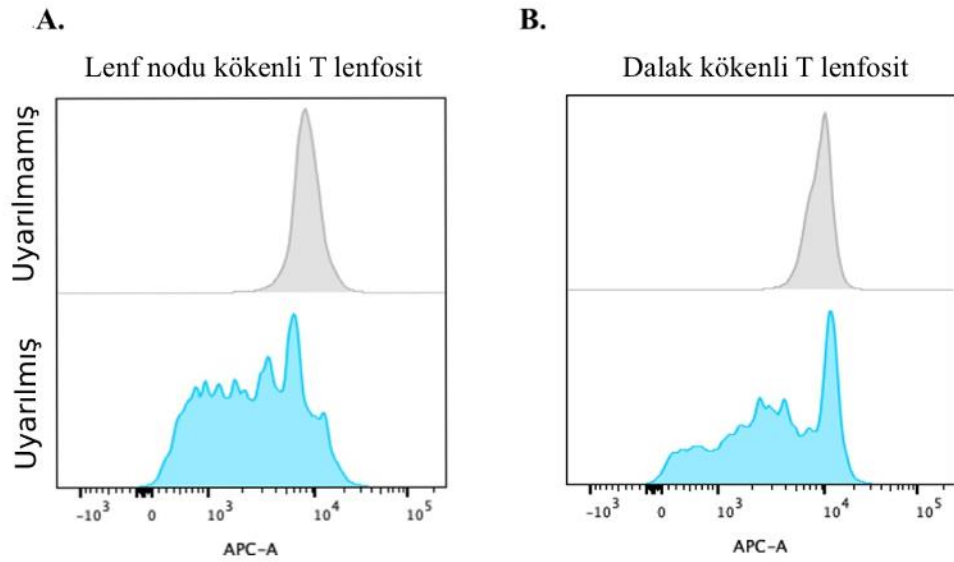 A.
Lenf nodu kökenli T lenfosit
Uyarılmamış
Uyarılmış
-10³ 0 10³ 10⁴ 10⁵
APC-A
B.
Dalak kökenli T lenfosit
-10³ 0 10³ 10⁴ 10⁵
APC-A